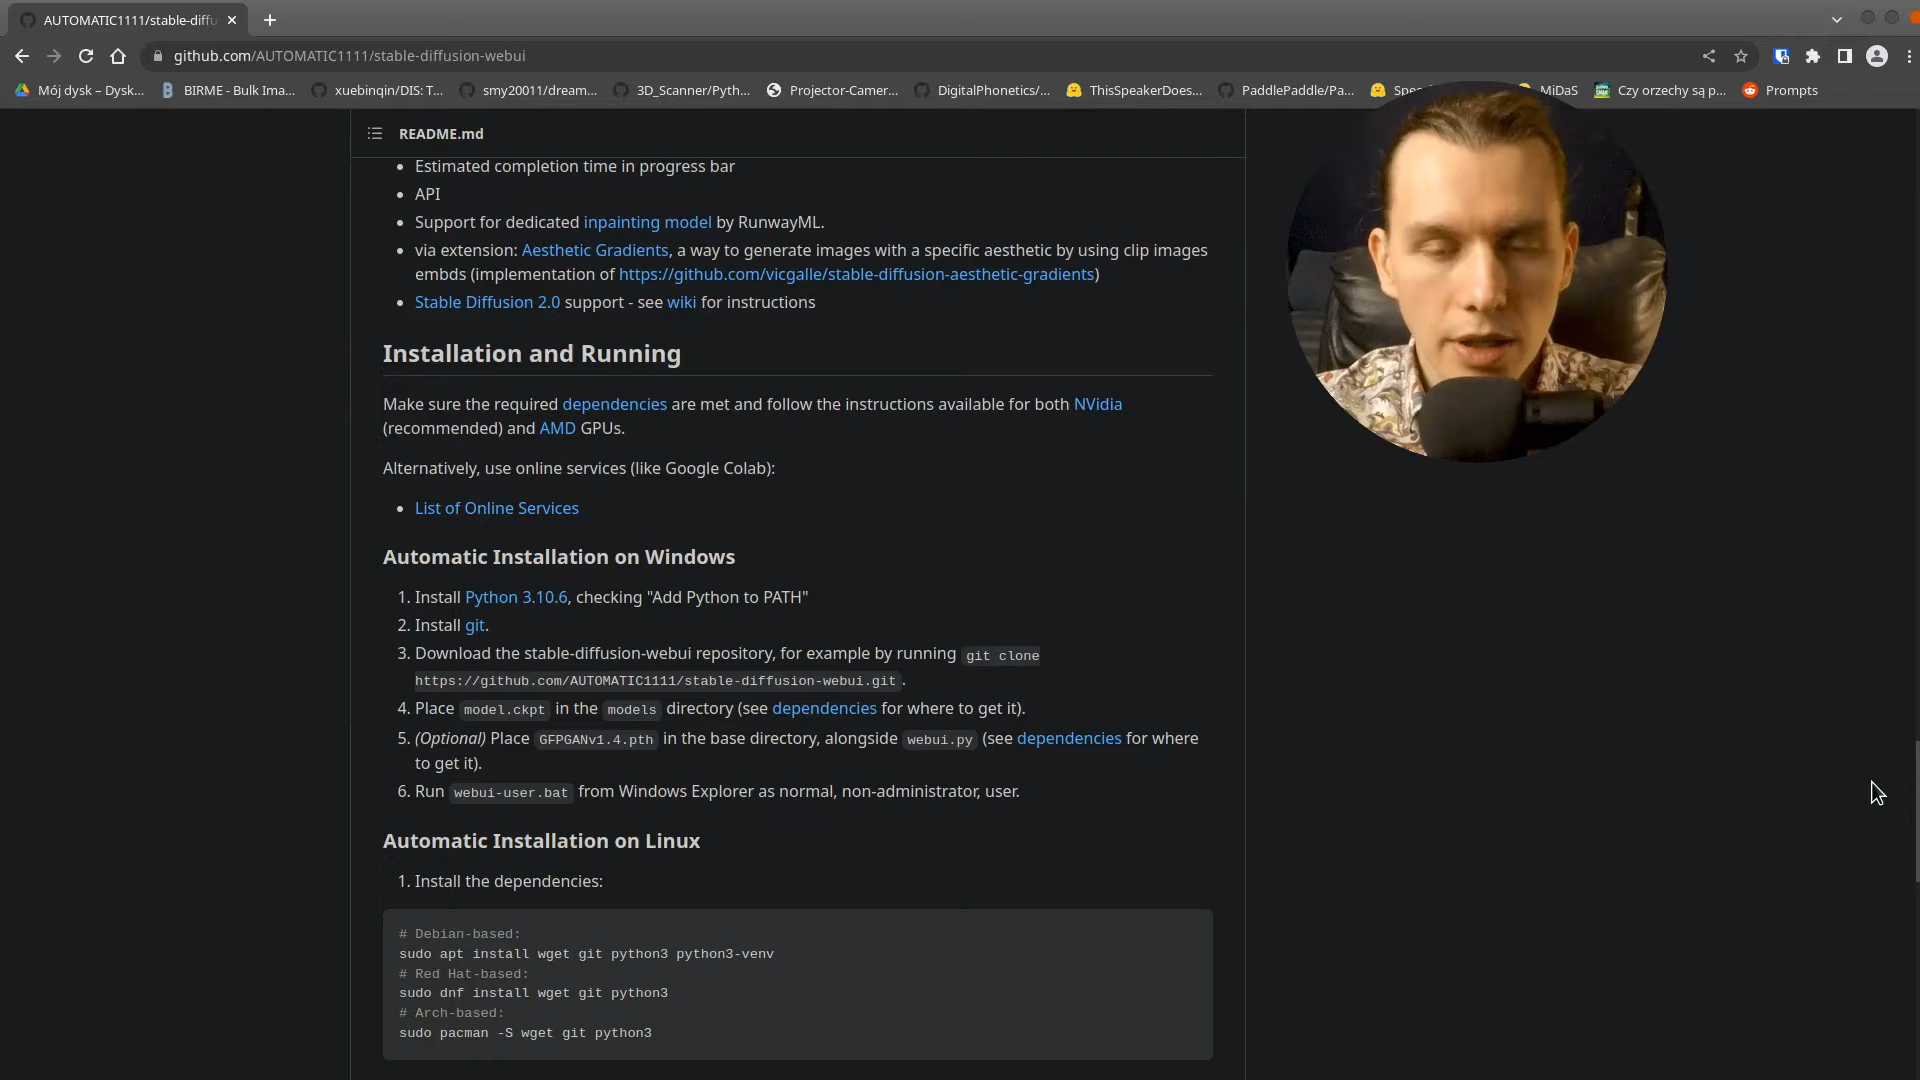 AUTOMATIC1111/stable-diffu
github.com/AUTOMATIC1111/stable-diffusion-webui
Mój dysk – Dysk... BIRME - Bulk Ima... xuebinqin/DIS: T... smy20011/dream... 3D_Scanner/Pyth... Projector-Camer... DigitalPhonetics/... ThisSpeakerDoes... PaddlePaddle/Pa... MiDaS Czy orzechy są p... Prompts
README.md
• Estimated completion time in progress bar
• API
• Support for dedicated inpainting model by RunwayML.
• via extension: Aesthetic Gradients, a way to generate images with a specific aesthetic by using clip images
embds (implementation of https://github.com/vicgalle/stable-diffusion-aesthetic-gradients)
• Stable Diffusion 2.0 support - see wiki for instructions
Installation and Running
Make sure the required dependencies are met and follow the instructions available for both NVidia
(recommended) and AMD GPUs.
Alternatively, use online services (like Google Colab):
• List of Online Services
Automatic Installation on Windows
1. Install Python 3.10.6, checking "Add Python to PATH"
2. Install git.
3. Download the stable-diffusion-webui repository, for example by running git clone
https://github.com/AUTOMATIC1111/stable-diffusion-webui.git .
4. Place model.ckpt in the models directory (see dependencies for where to get it).
5. (Optional) Place GFPGANv1.4.pth in the base directory, alongside webui.py (see dependencies for where
to get it).
6. Run webui-user.bat from Windows Explorer as normal, non-administrator, user.
Automatic Installation on Linux
1. Install the dependencies:
# Debian-based:
sudo apt install wget git python3 python3-venv
# Red Hat-based:
sudo dnf install wget git python3
# Arch-based:
sudo pacman -S wget git python3